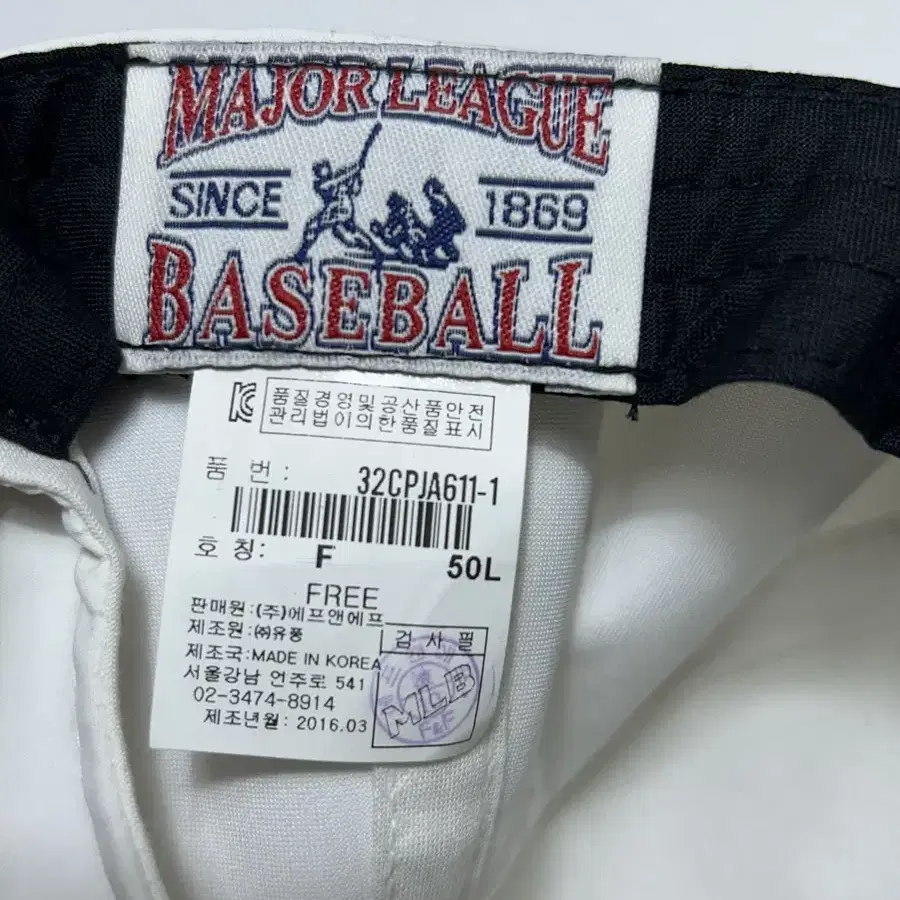 MAJOR LEAGUE
SINCE 1869
BASEBALL
품질경영및공산품안전
관리법이의한품질표시
품 번: 32CPJA611-1
호 칭: F 50L
FREE
판매원:(주)에프앤에프
제조원:㈜유풍
제조국:MADE IN KOREA
서울강남 언주로 541
02-3474-8914
제조년월: 2016.03
검사필
MLB
F&F